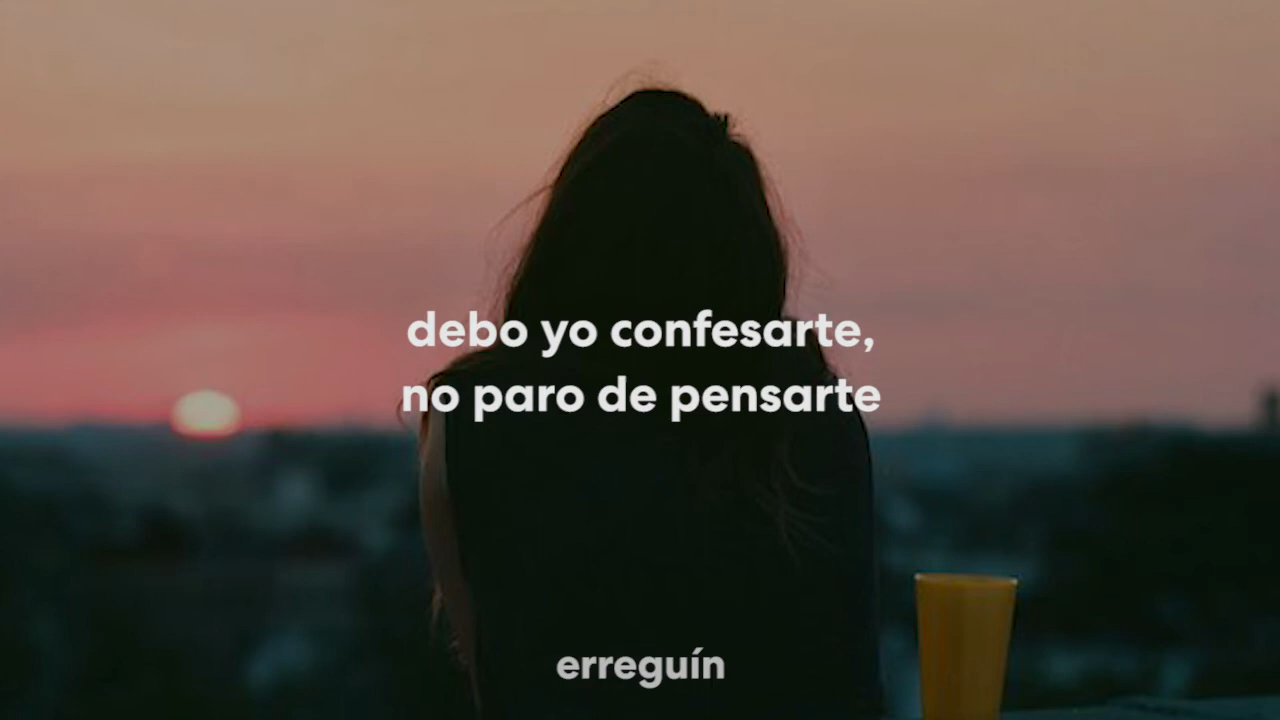 debo yo confesarte,
no paro de pensarte
erreguín